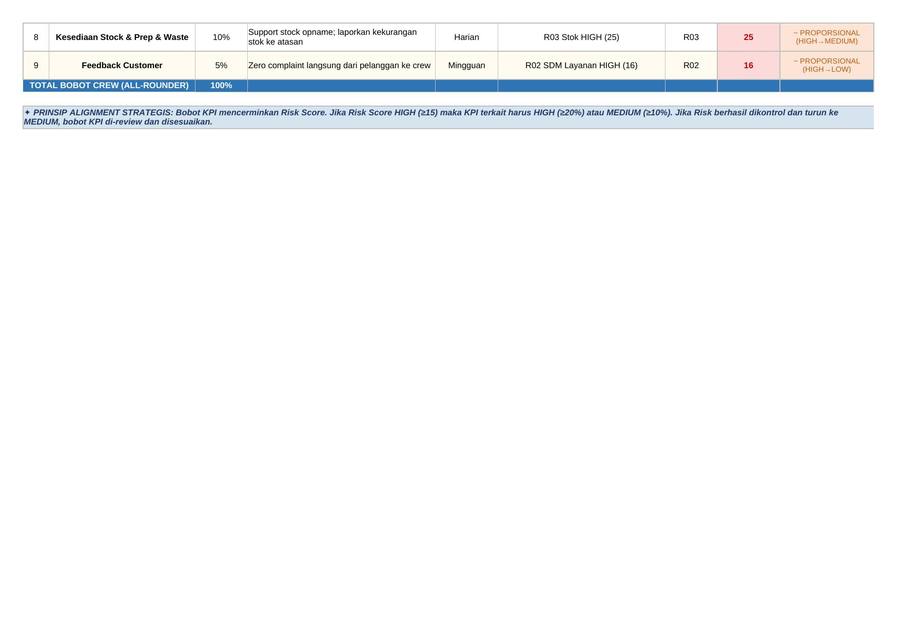 8 Kesediaan Stock & Prep & Waste 10% Support stock opname; laporkan kekurangan stok ke atasan Harian R03 Stok HIGH (25) R03 25 ~ PROPORSIONAL (HIGH→MEDIUM)
9 Feedback Customer 5% Zero complaint langsung dari pelanggan ke crew Mingguan R02 SDM Layanan HIGH (16) R02 16 ~ PROPORSIONAL (HIGH→LOW)
TOTAL BOBOT CREW (ALL-ROUNDER) 100%
✦ PRINSIP ALIGNMENT STRATEGIS: Bobot KPI mencerminkan Risk Score. Jika Risk Score HIGH (≥15) maka KPI terkait harus HIGH (≥20%) atau MEDIUM (≥10%). Jika Risk berhasil dikontrol dan turun ke
MEDIUM, bobot KPI di-review dan disesuaikan.